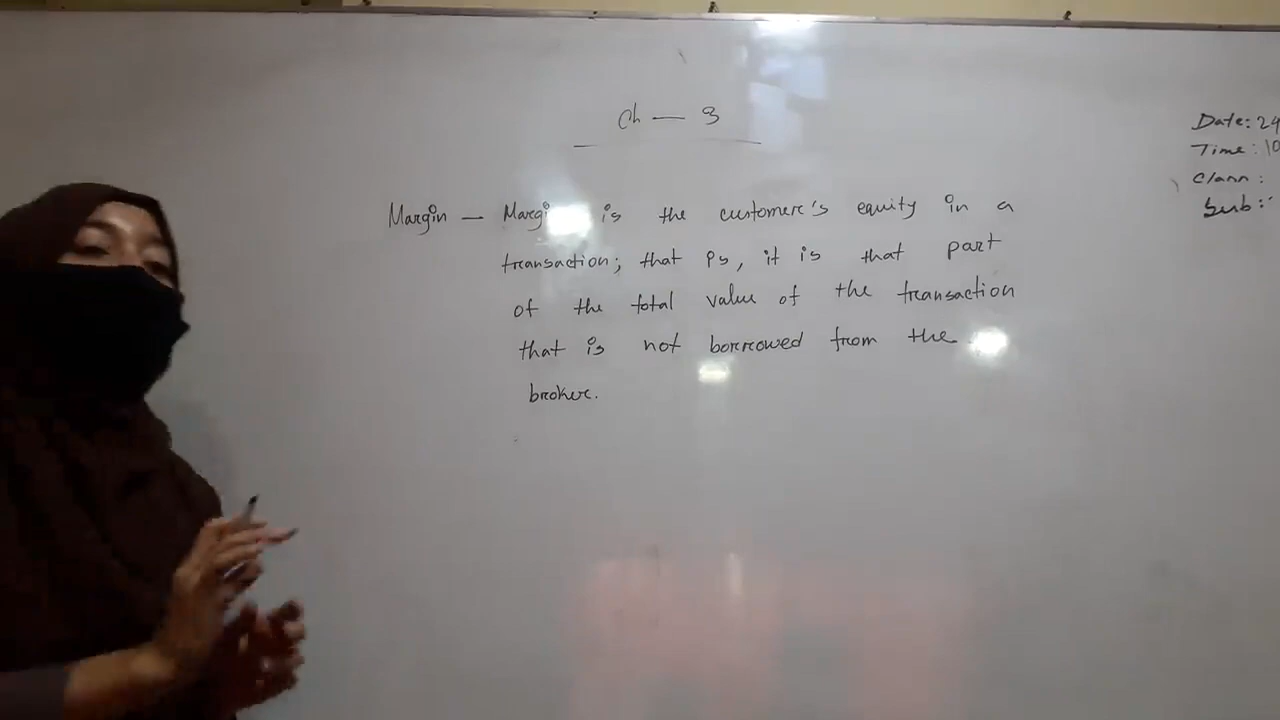 Ch — 3
Margin — Margin is the customer's equity in a
transaction; that is, it is that part
of the total value of the transaction
that is not borrowed from the
broker.
Date: 24
Time: 10
Class:
Sub: